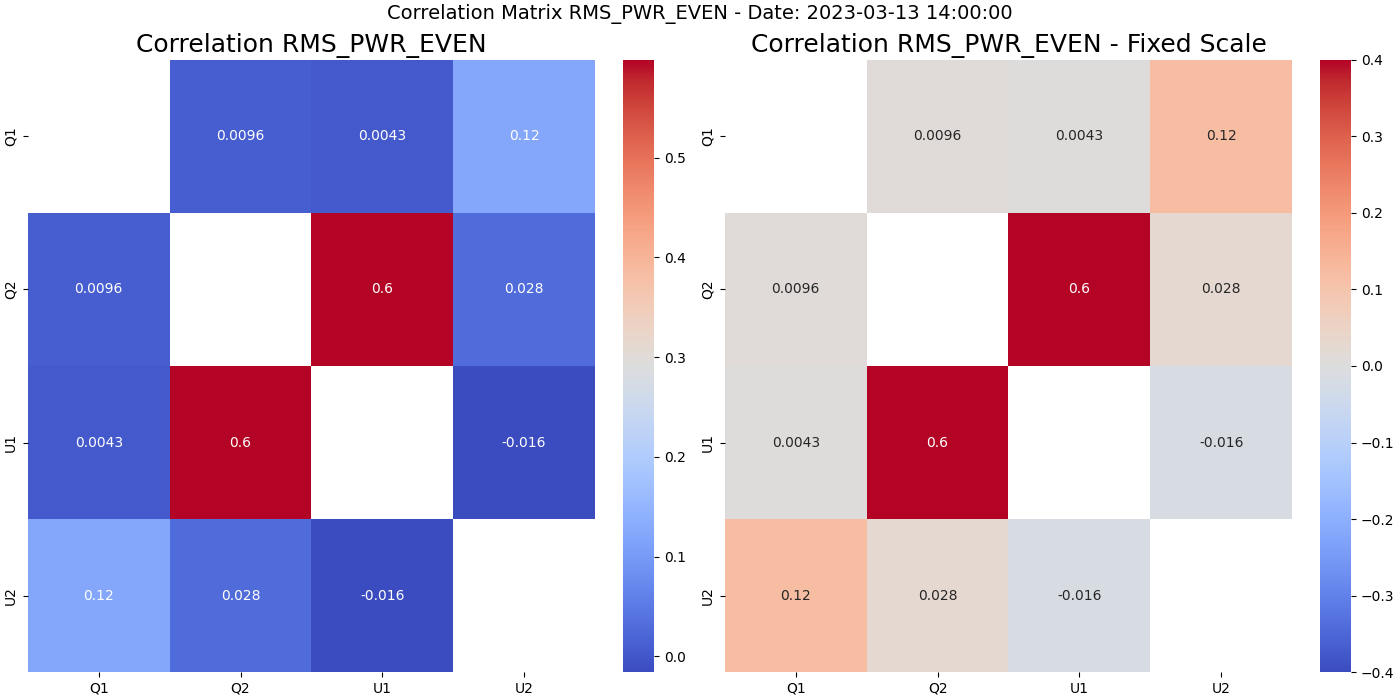 Correlation Matrix RMS_PWR_EVEN - Date: 2023-03-13 14:00:00
Correlation RMS_PWR_EVEN
Q1
0.0096
0.0043
0.12
Q2
0.0096
0.6
0.028
U1
0.0043
0.6
-0.016
U2
0.12
0.028
-0.016
Q1
Q2
U1
U2
0.5
0.4
0.3
0.2
0.1
0.0
Correlation RMS_PWR_EVEN - Fixed Scale
Q1
0.0096
0.0043
0.12
Q2
0.0096
0.6
0.028
U1
0.0043
0.6
-0.016
U2
0.12
0.028
-0.016
Q1
Q2
U1
U2
0.4
0.3
0.2
0.1
0.0
−0.1
−0.2
−0.3
−0.4